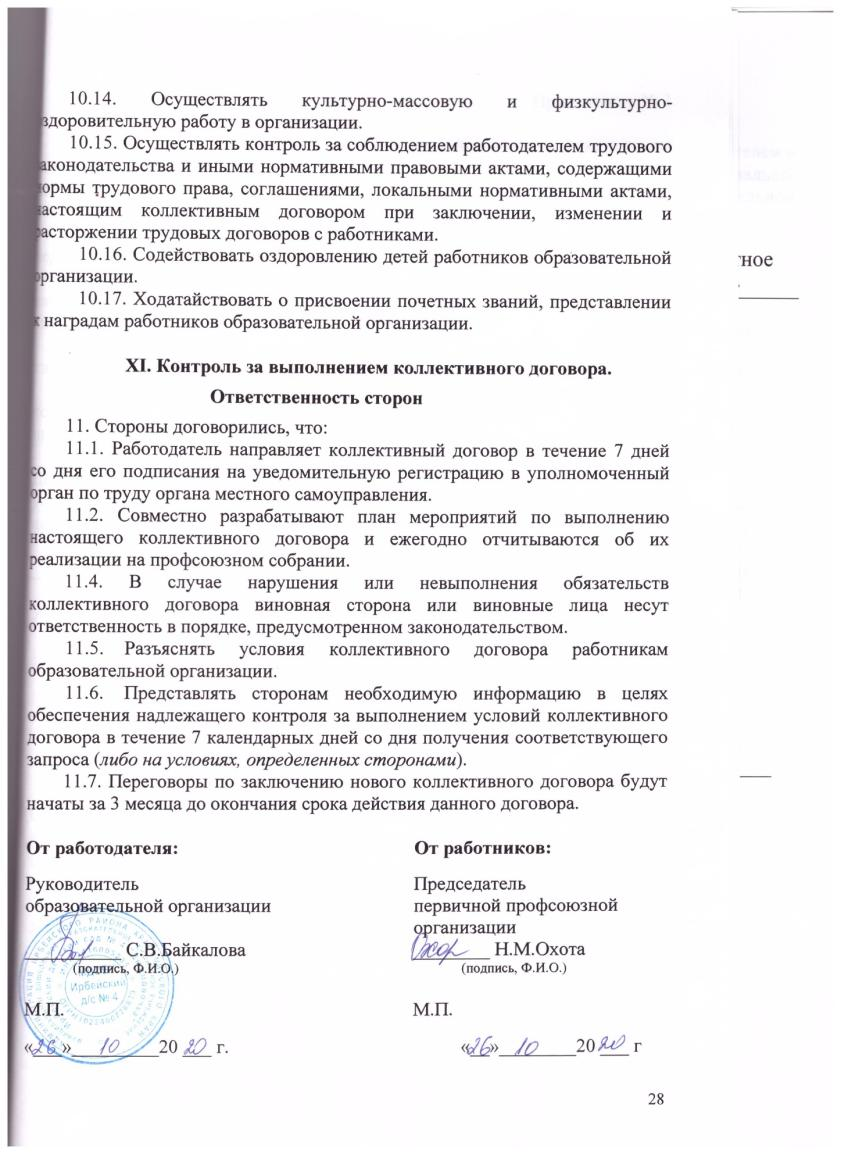 10.14. Осуществлять культурно-массовую и физкультурно-
здоровительную работу в организации.
10.15. Осуществлять контроль за соблюдением работодателем трудового
аконодательства и иными нормативными правовыми актами, содержащими
ормы трудового права, соглашениями, локальными нормативными актами,
настоящим коллективным договором при заключении, изменении и
расторжении трудовых договоров с работниками.
10.16. Содействовать оздоровлению детей работников образовательной
организации.
10.17. Ходатайствовать о присвоении почетных званий, представлении
к наградам работников образовательной организации.
XI. Контроль за выполнением коллективного договора.
Ответственность сторон
11. Стороны договорились, что:
11.1. Работодатель направляет коллективный договор в течение 7 дней
со дня его подписания на уведомительную регистрацию в уполномоченный
орган по труду органа местного самоуправления.
11.2. Совместно разрабатывают план мероприятий по выполнению
настоящего коллективного договора и ежегодно отчитываются об их
реализации на профсоюзном собрании.
11.4. В случае нарушения или невыполнения обязательств
коллективного договора виновная сторона или виновные лица несут
ответственность в порядке, предусмотренном законодательством.
11.5. Разъяснять условия коллективного договора работникам
образовательной организации.
11.6. Представлять сторонам необходимую информацию в целях
обеспечения надлежащего контроля за выполнением условий коллективного
договора в течение 7 календарных дней со дня получения соответствующего
запроса (либо на условиях, определенных сторонами).
11.7. Переговоры по заключению нового коллективного договора будут
начаты за 3 месяца до окончания срока действия данного договора.
От работодателя: От работников:
Руководитель Председатель
образовательной организации первичной профсоюзной
организации
С.В.Байкалова Н.М.Охота
(подпись, Ф.И.О.) (подпись, Ф.И.О.)
Ирбейский
д/с № 4
М.П. М.П.
«26» 10 20 20 г. «26» 10 20 20 г
28
тное